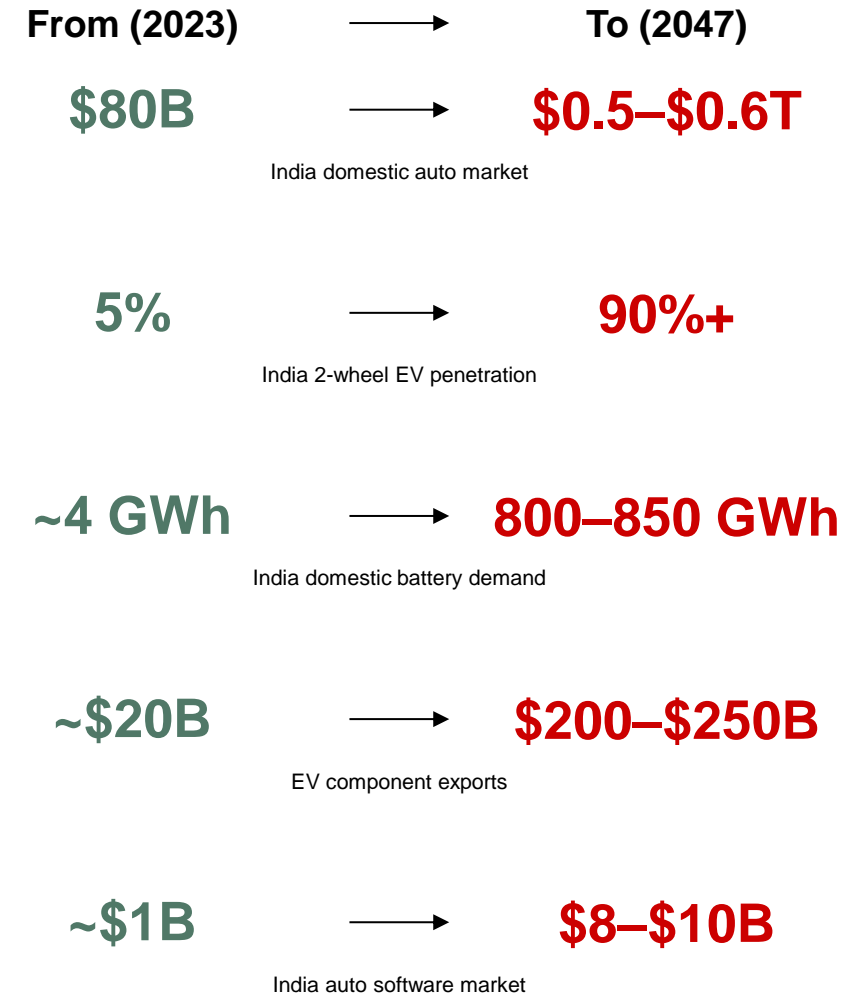 From (2023) To (2047)
$80B $0.5–$0.6T
India domestic auto market
5% 90%+
India 2-wheel EV penetration
~4 GWh 800–850 GWh
India domestic battery demand
~$20B $200–$250B
EV component exports
~$1B $8–$10B
India auto software market